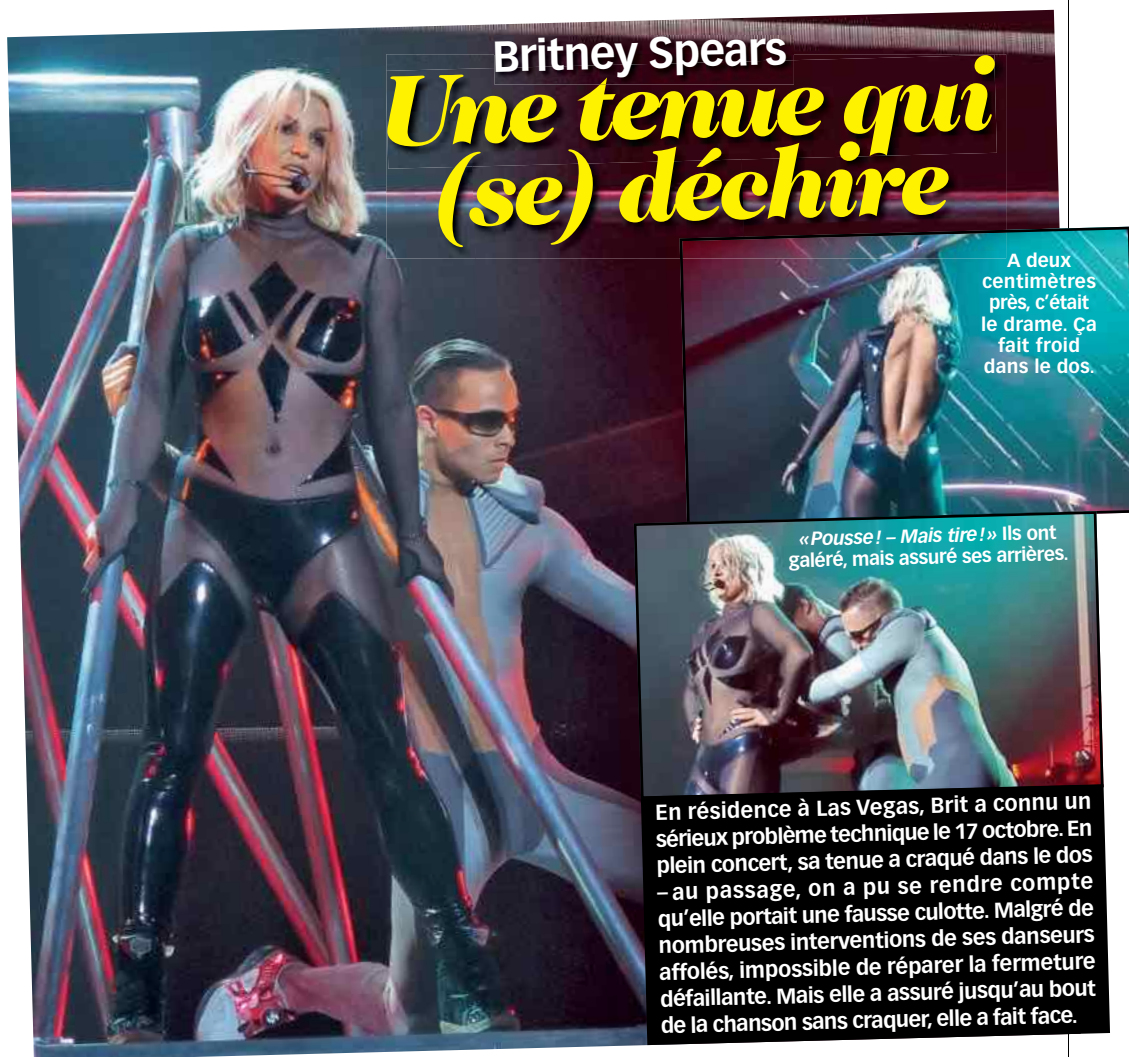 Britney Spears
Une tenue qui
(se) déchire
A deux
centimètres
près, c’était
le drame. Ça
fait froid
dans le dos.
«Pousse! – Mais tire!» Ils ont
galéré, mais assuré ses arrières.
En résidence à Las Vegas, Brit a connu un
sérieux problème technique le 17 octobre. En
plein concert, sa tenue a craqué dans le dos
– au passage, on a pu se rendre compte
qu’elle portait une fausse culotte. Malgré de
nombreuses interventions de ses danseurs
affolés, impossible de réparer la fermeture
défaillante. Mais elle a assuré jusqu’au bout
de la chanson sans craquer, elle a fait face.